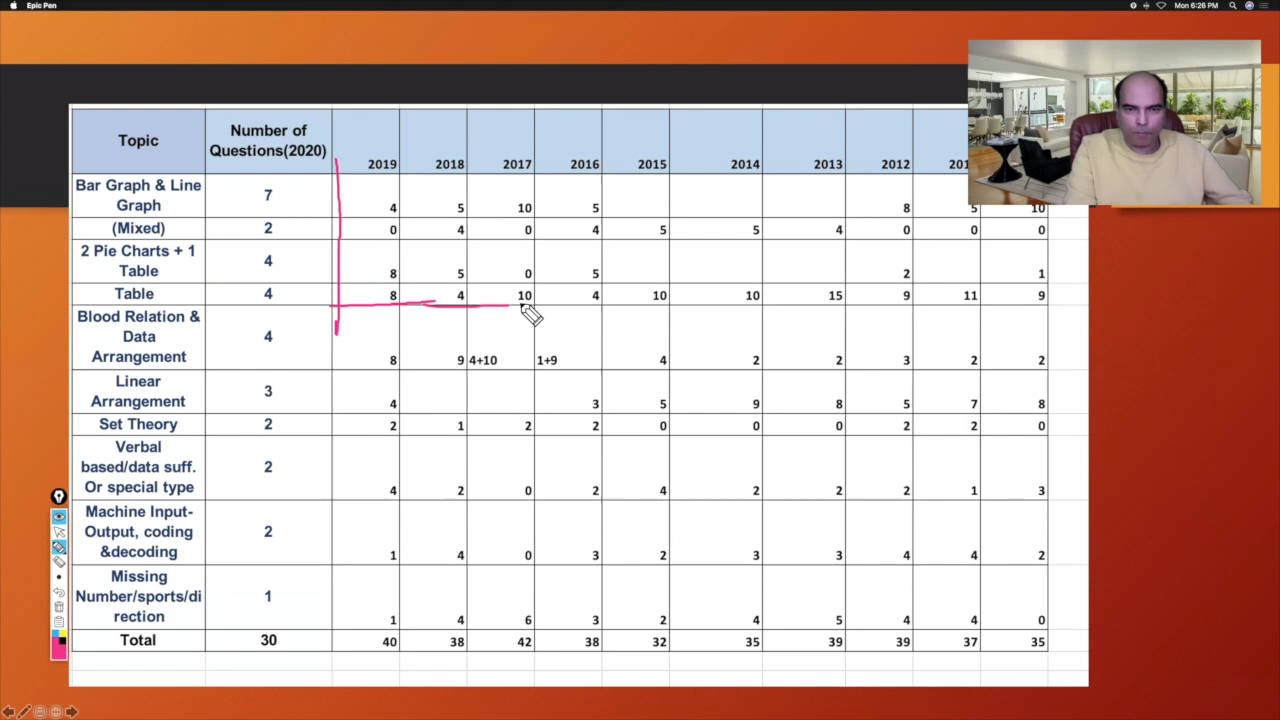 Epic Pen
Mon 6:26 PM
Topic Number of Questions(2020) 2019 2018 2017 2016 2015 2014 2013 2012
Bar Graph & Line Graph 7 4 5 10 5 8 5 10
(Mixed) 2 0 4 0 4 5 5 4 0 0 0
2 Pie Charts + 1 Table 4 8 5 0 5 2 1
Table 4 8 4 10 4 10 10 15 9 11 9
Blood Relation & Data Arrangement 4 8 9 4+10 1+9 4 2 2 3 2 2
Linear Arrangement 3 4 3 5 9 8 5 7 8
Set Theory 2 2 1 2 2 0 0 0 2 2 0
Verbal based/data suff. Or special type 2 4 2 0 2 4 2 2 2 1 3
Machine Input-Output, coding &decoding 2 1 4 0 3 2 3 3 4 4 2
Missing Number/sports/direction 1 1 4 6 3 2 4 5 4 4 0
Total 30 40 38 42 38 32 35 39 39 37 35